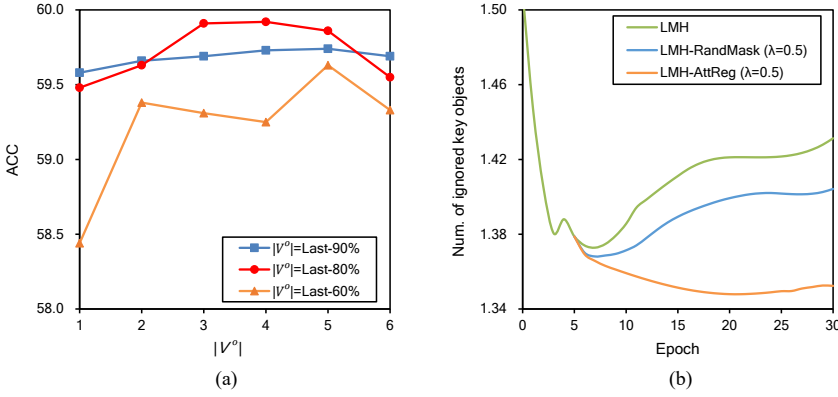 60.0
59.5
59.0
58.5
58.0
ACC
1 2 3 4 5 6
|V°|
|V°|=Last-90%
|V°|=Last-80%
|V°|=Last-60%
(a)
1.50
1.46
1.42
1.38
1.34
Num. of ignored key objects
0 5 10 15 20 25 30
Epoch
LMH
LMH-RandMask (λ=0.5)
LMH-AttReg (λ=0.5)
(b)